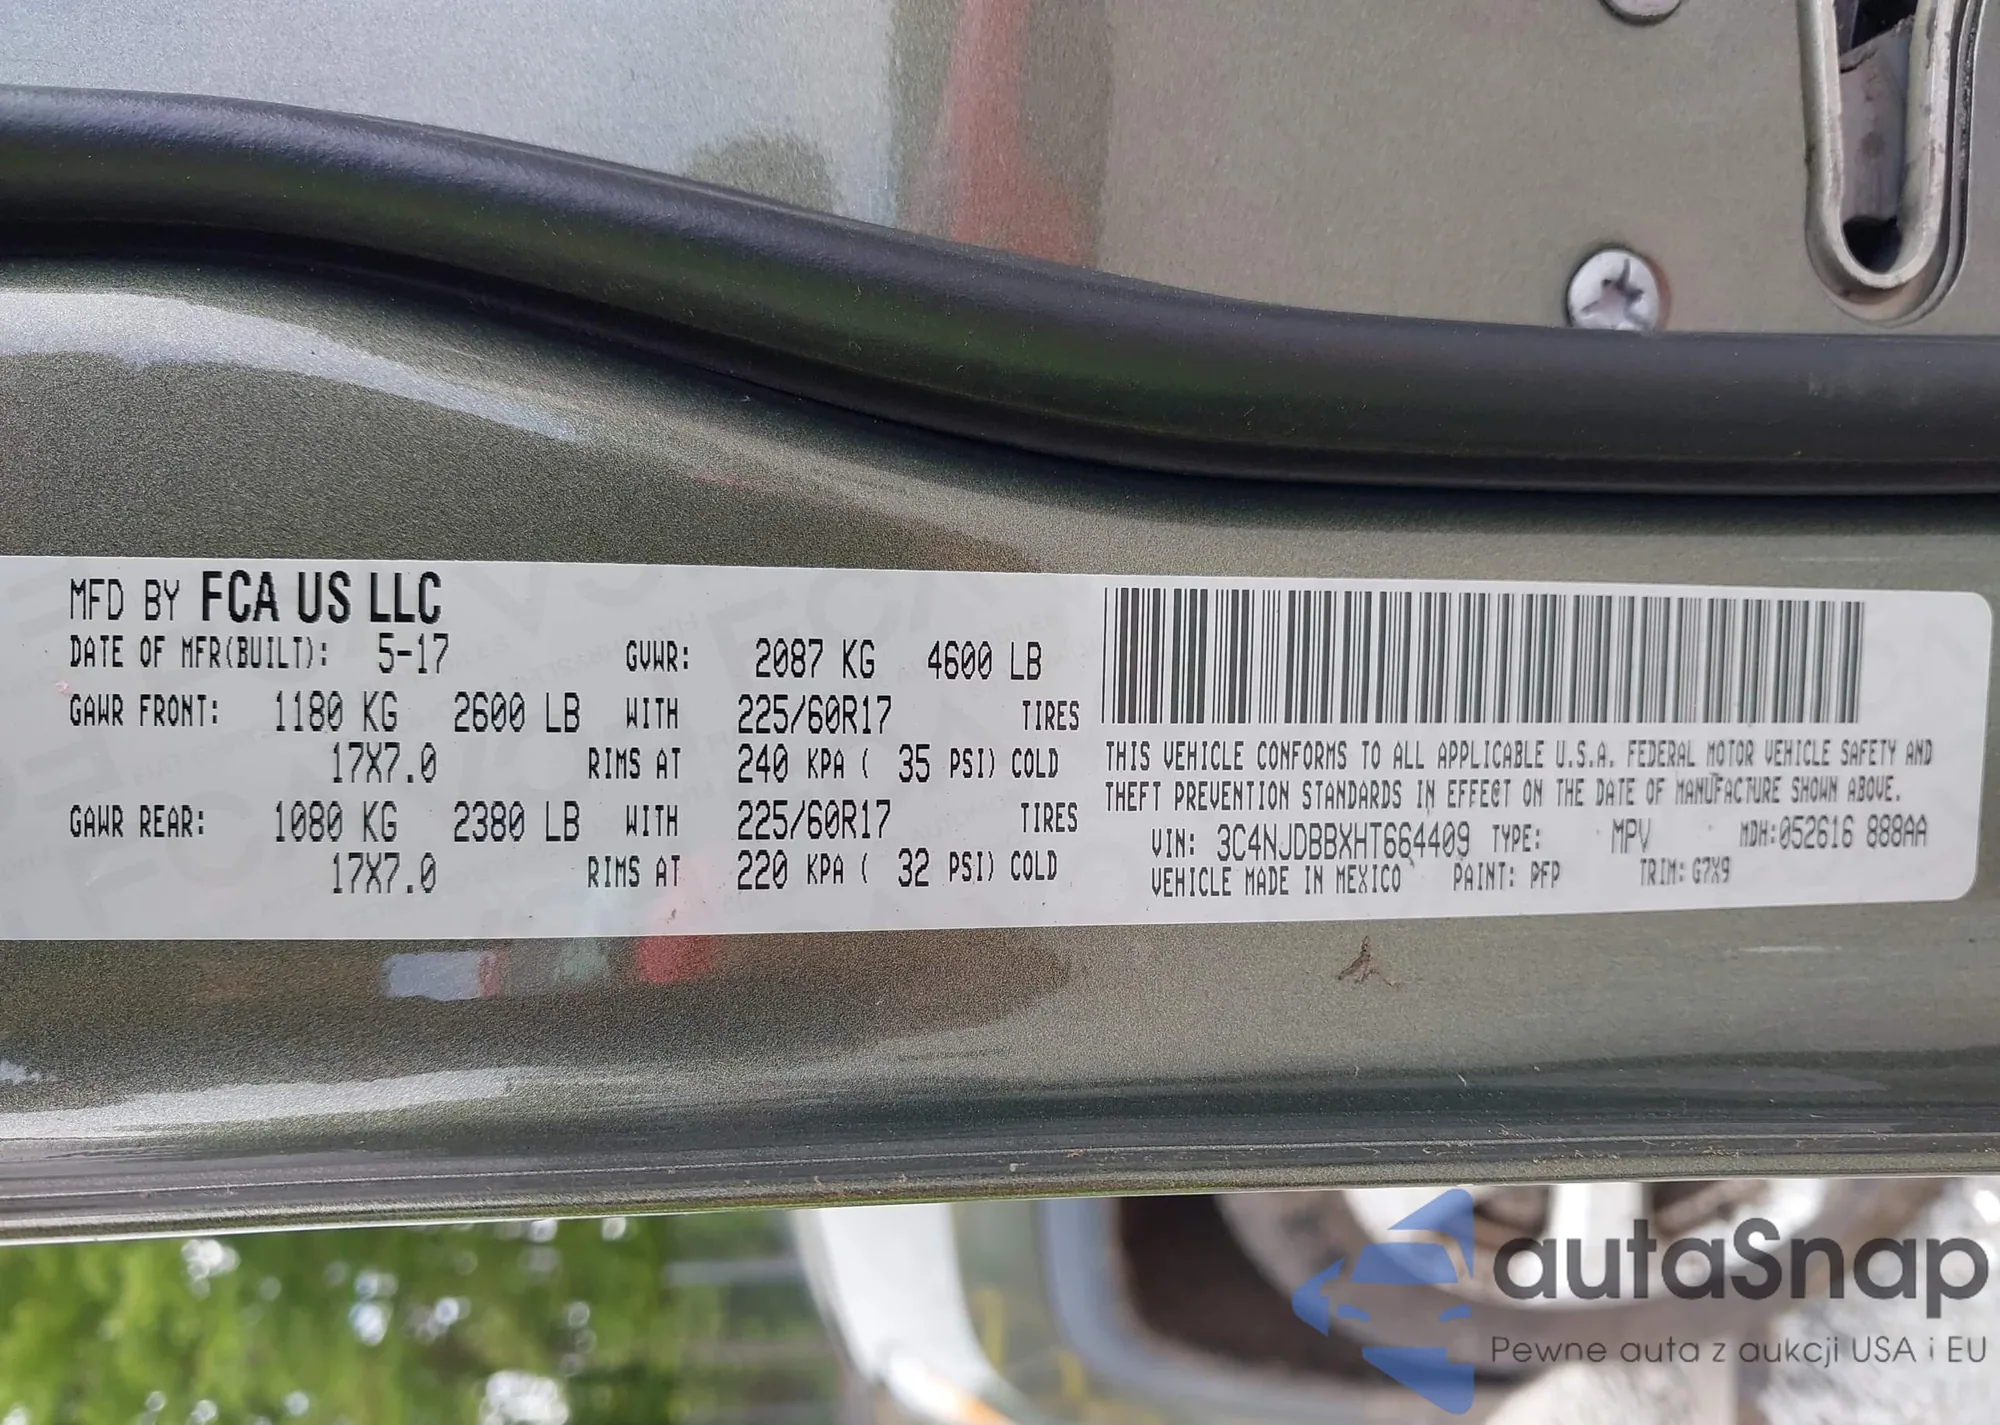 MFD BY FCA US LLC
DATE OF MFR(BUILT): 5-17 GVWR: 2087 KG 4600 LB
GAWR FRONT: 1180 KG 2600 LB WITH 225/60R17 TIRES
17X7.0 RIMS AT 240 KPA ( 35 PSI) COLD
GAWR REAR: 1080 KG 2380 LB WITH 225/60R17 TIRES
17X7.0 RIMS AT 220 KPA ( 32 PSI) COLD
THIS VEHICLE CONFORMS TO ALL APPLICABLE U.S.A. FEDERAL MOTOR VEHICLE SAFETY AND
THEFT PREVENTION STANDARDS IN EFFECT ON THE DATE OF MANUFACTURE SHOWN ABOVE.
VIN: 3C4NJDBBXHT664409 TYPE: MPV MDH:052616 888AA
VEHICLE MADE IN MEXICO PAINT: PFP TRIM: G7X9
autaSnap
Pewne auta z aukcji USA i EU